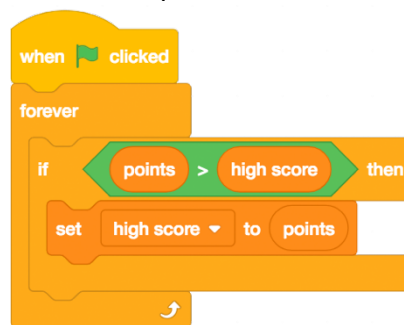 when clicked
forever
if points > high score then
set high score to points